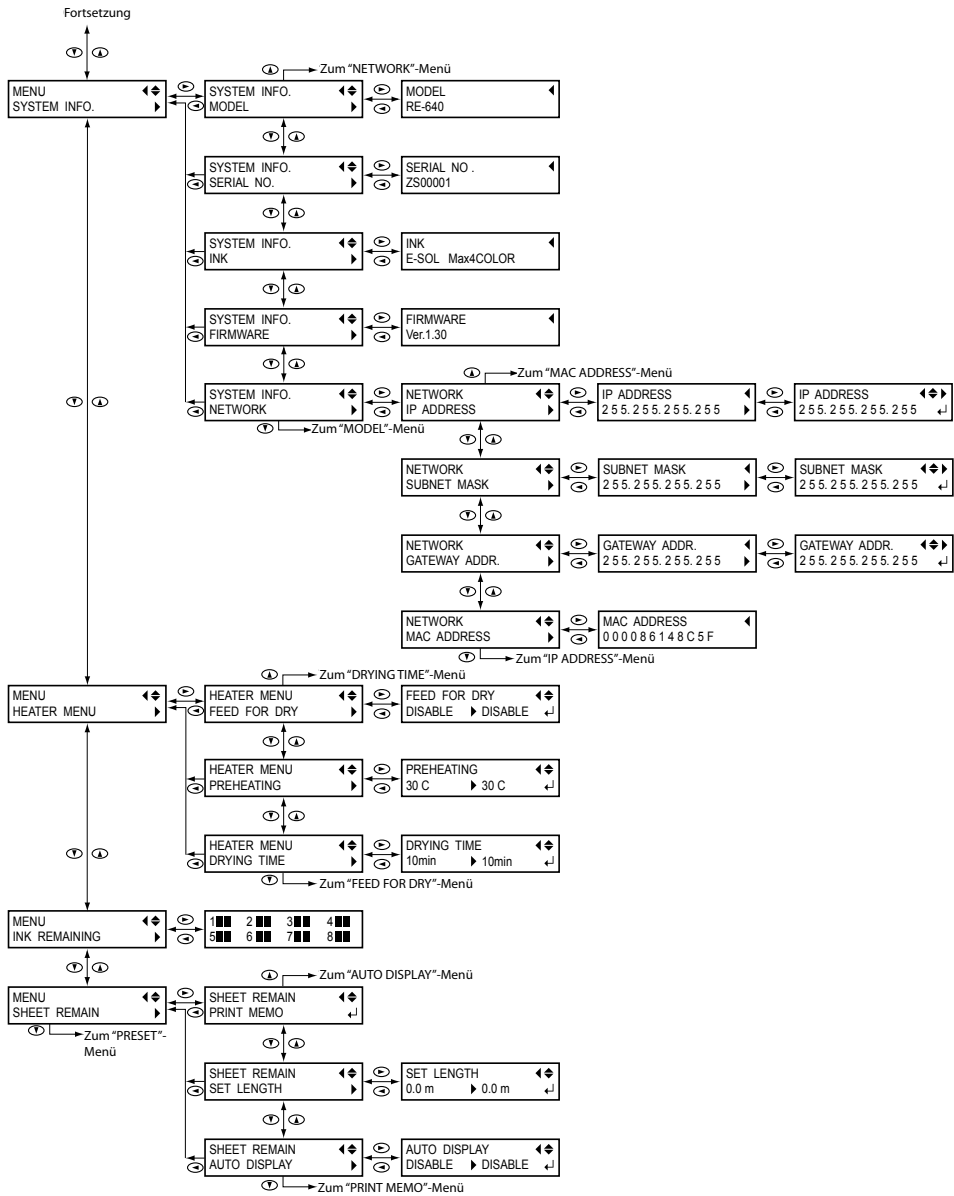 Fortsetzung
Zum "NETWORK"-Menü
MENU
SYSTEM INFO.
SYSTEM INFO.
MODEL
MODEL
RE-640
SYSTEM INFO.
SERIAL NO.
SERIAL NO .
ZS00001
SYSTEM INFO.
INK
INK
E-SOL Max4COLOR
SYSTEM INFO.
FIRMWARE
FIRMWARE
Ver.1.30
Zum "MAC ADDRESS"-Menü
SYSTEM INFO.
NETWORK
NETWORK
IP ADDRESS
IP ADDRESS
255.255.255.255
IP ADDRESS
255.255.255.255
Zum "MODEL"-Menü
NETWORK
SUBNET MASK
SUBNET MASK
255.255.255.255
SUBNET MASK
255.255.255.255
NETWORK
GATEWAY ADDR.
GATEWAY ADDR.
255.255.255.255
GATEWAY ADDR.
255.255.255.255
NETWORK
MAC ADDRESS
MAC ADDRESS
000086148C5F
Zum "IP ADDRESS"-Menü
Zum "DRYING TIME"-Menü
MENU
HEATER MENU
HEATER MENU
FEED FOR DRY
FEED FOR DRY
DISABLE DISABLE
HEATER MENU
PREHEATING
PREHEATING
30 C 30 C
HEATER MENU
DRYING TIME
DRYING TIME
10min 10min
Zum "FEED FOR DRY"-Menü
MENU
INK REMAINING
1 2 3 4
5 6 7 8
Zum "AUTO DISPLAY"-Menü
MENU
SHEET REMAIN
SHEET REMAIN
PRINT MEMO
Zum "PRESET"-
Menü
SHEET REMAIN
SET LENGTH
SET LENGTH
0.0 m 0.0 m
SHEET REMAIN
AUTO DISPLAY
AUTO DISPLAY
DISABLE DISABLE
Zum "PRINT MEMO"-Menü